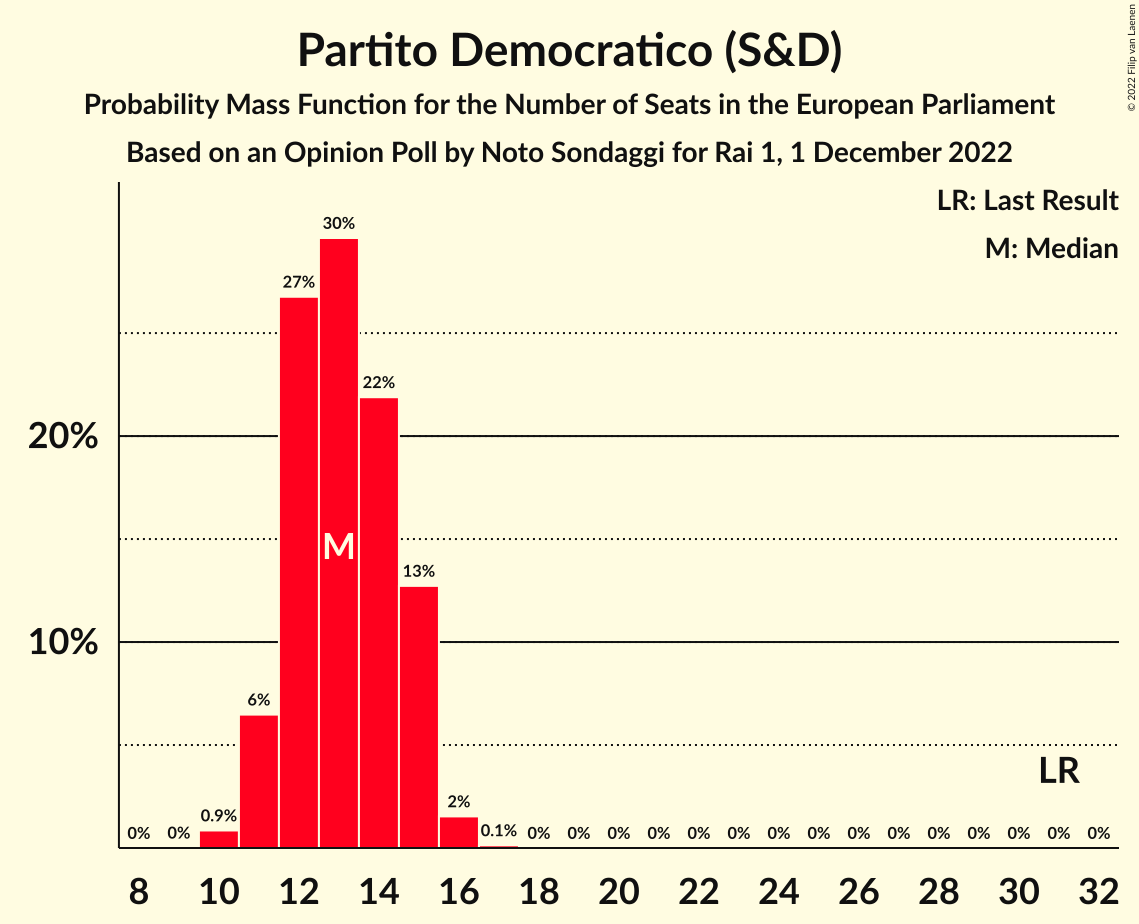 Partito Democratico (S&D)
Probability Mass Function for the Number of Seats in the European Parliament
Based on an Opinion Poll by Noto Sondaggi for Rai 1, 1 December 2022
© 2022 Filip van Laenen
LR: Last Result
M: Median
20%
10%
0% 0% 0.9% 6% 27% 30% 22% 13% 2% 0.1% 0% 0% 0% 0% 0% 0% 0% 0% 0% 0% 0% 0% 0% 0% 0%
M
LR
8 10 12 14 16 18 20 22 24 26 28 30 32